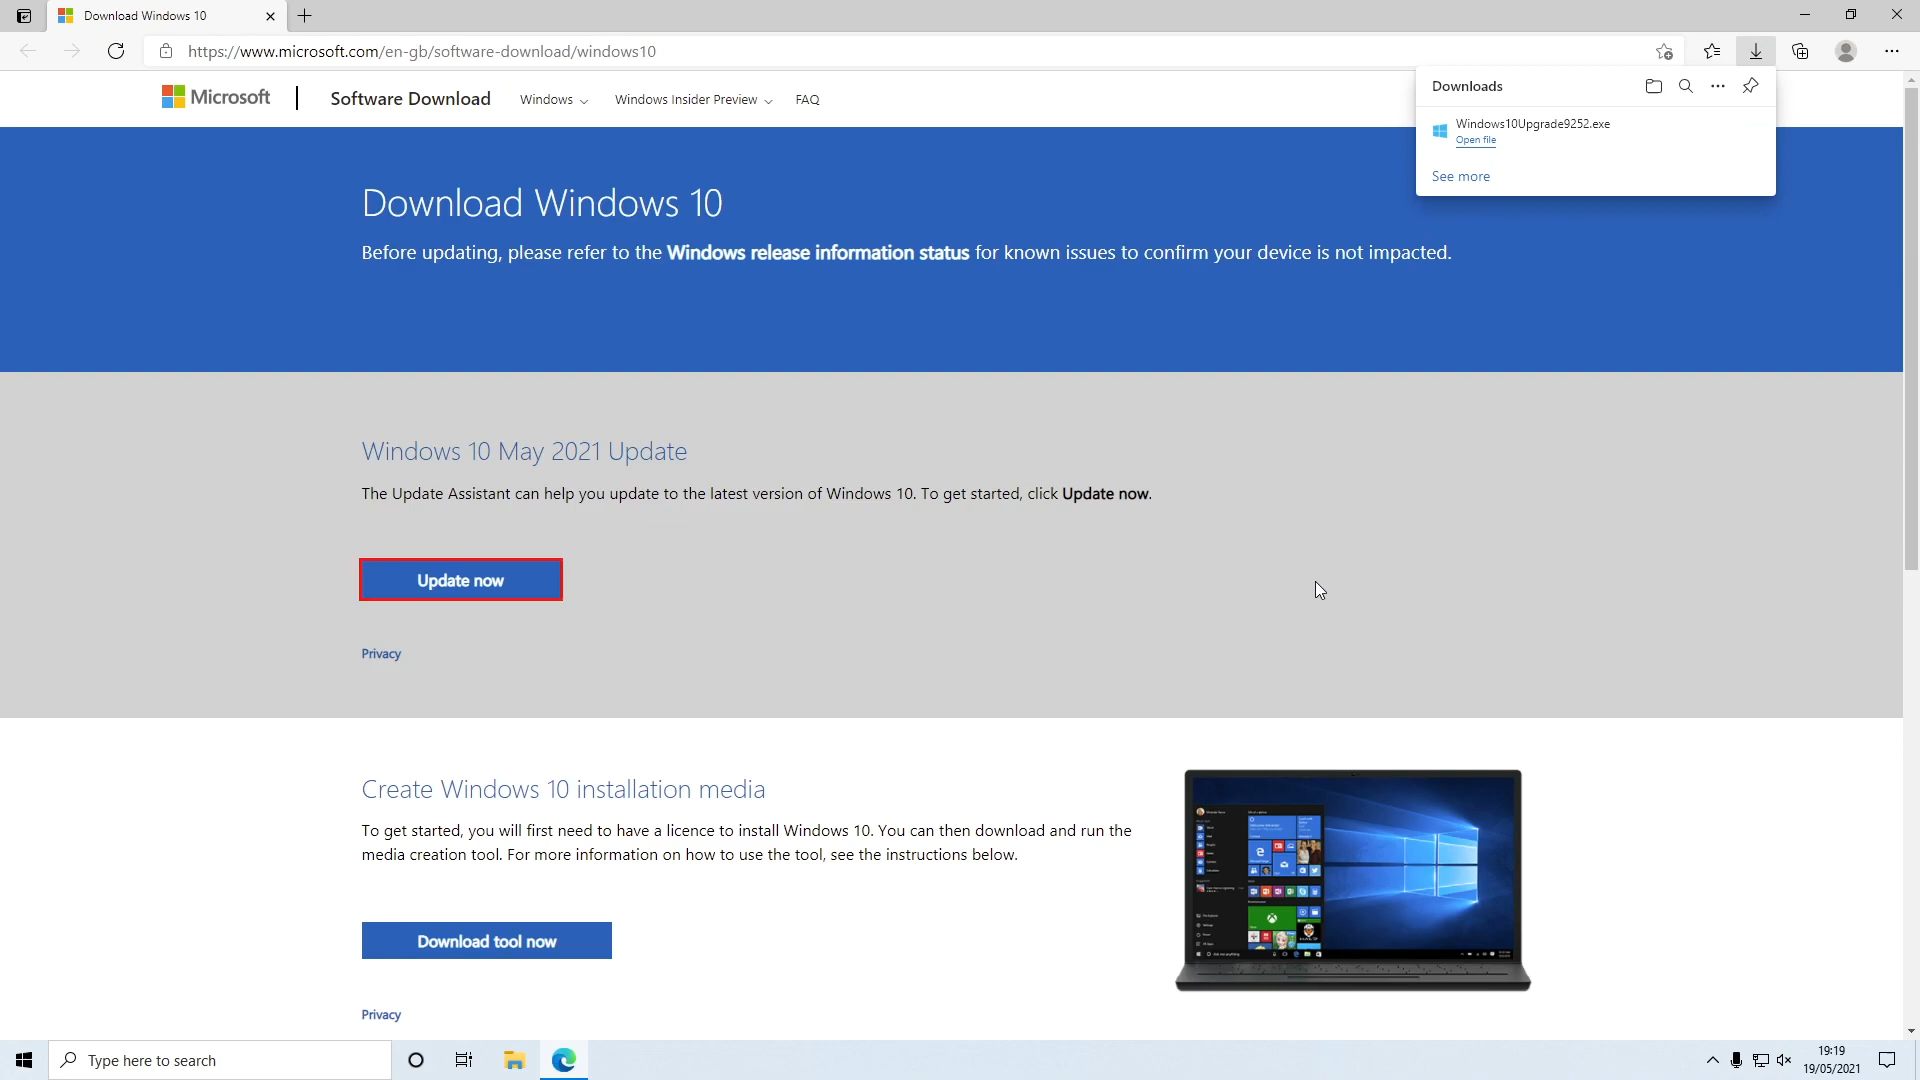 Download Windows 10
https://www.microsoft.com/en-gb/software-download/windows10
Microsoft
Software Download
Windows
Windows Insider Preview
FAQ
Downloads
Windows10Upgrade9252.exe
Open file
See more
Download Windows 10
Before updating, please refer to the Windows release information status for known issues to confirm your device is not impacted.
Windows 10 May 2021 Update
The Update Assistant can help you update to the latest version of Windows 10. To get started, click Update now.
Update now
Privacy
Create Windows 10 installation media
To get started, you will first need to have a licence to install Windows 10. You can then download and run the
media creation tool. For more information on how to use the tool, see the instructions below.
Download tool now
Privacy
Type here to search
19:19
19/05/2021